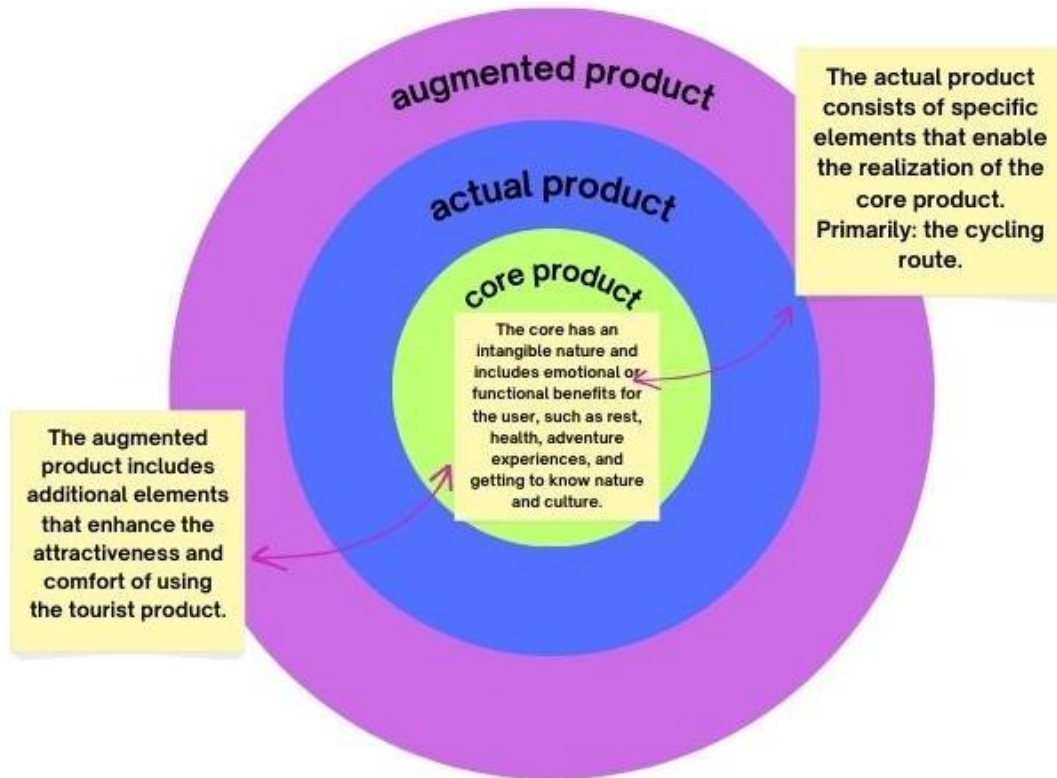 augmented product
actual product
core product
The actual product
consists of specific
elements that enable
the realization of the
core product.
Primarily: the cycling
route.
The core has an
intangible nature and
includes emotional or
functional benefits for
the user, such as rest,
health, adventure
experiences, and
getting to know nature
and culture.
The augmented
product includes
additional elements
that enhance the
attractiveness and
comfort of using
the tourist product.